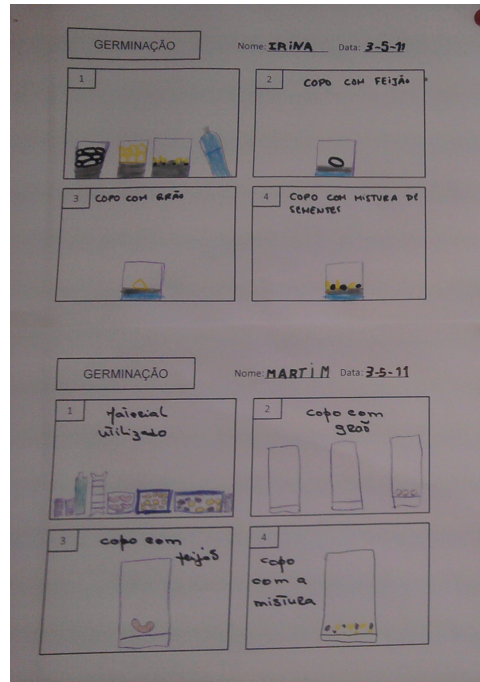 GERMINAÇÃO
Nome: IRINA Data: 3-5-11
1
2 COPO COM FEIJÃO
3 COPO COM GRÃO
4 COPO COM MISTURA DE
SEMENTES
GERMINAÇÃO
Nome: MARTIM Data: 3-5-11
1 Material
utilizado
2 copo com
grão
3 copo com
feijão
4
copo
com a
mistura